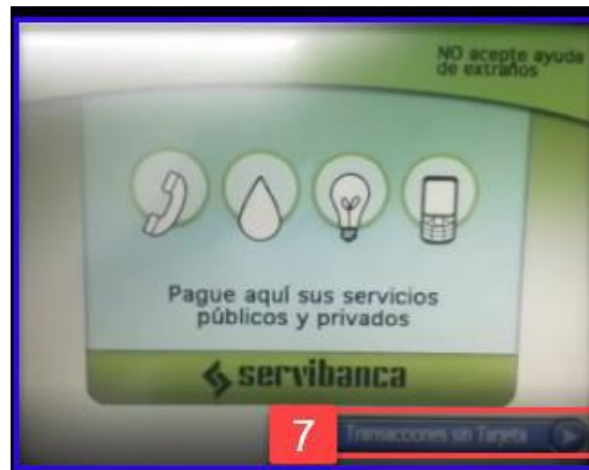 NO acepte ayuda
de extraños
Pague aquí sus servicios
públicos y privados
servibanca
7
Transacciones sin Tarjeta